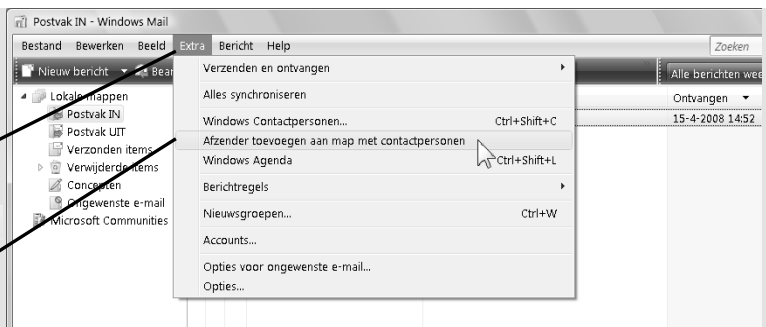 Postvak IN - Windows Mail
Bestand Bewerken Beeld Extra Bericht Help
Zoeken
Nieuw bericht
Alle berichten
Verzenden en ontvangen
Alles synchroniseren
Windows Contactpersonen... Ctrl+Shift+C
Afzender toevoegen aan map met contactpersonen
Windows Agenda Ctrl+Shift+L
Berichtregels
Nieuwsgroepen... Ctrl+W
Accounts...
Opties voor ongewenste e-mail...
Opties...
Lokale mappen
Postvak IN
Postvak UIT
Verzonden items
Verwijderde items
Concepten
Ongewenste e-mail
Microsoft Communities
Ontvangen
15-4-2008 14:52